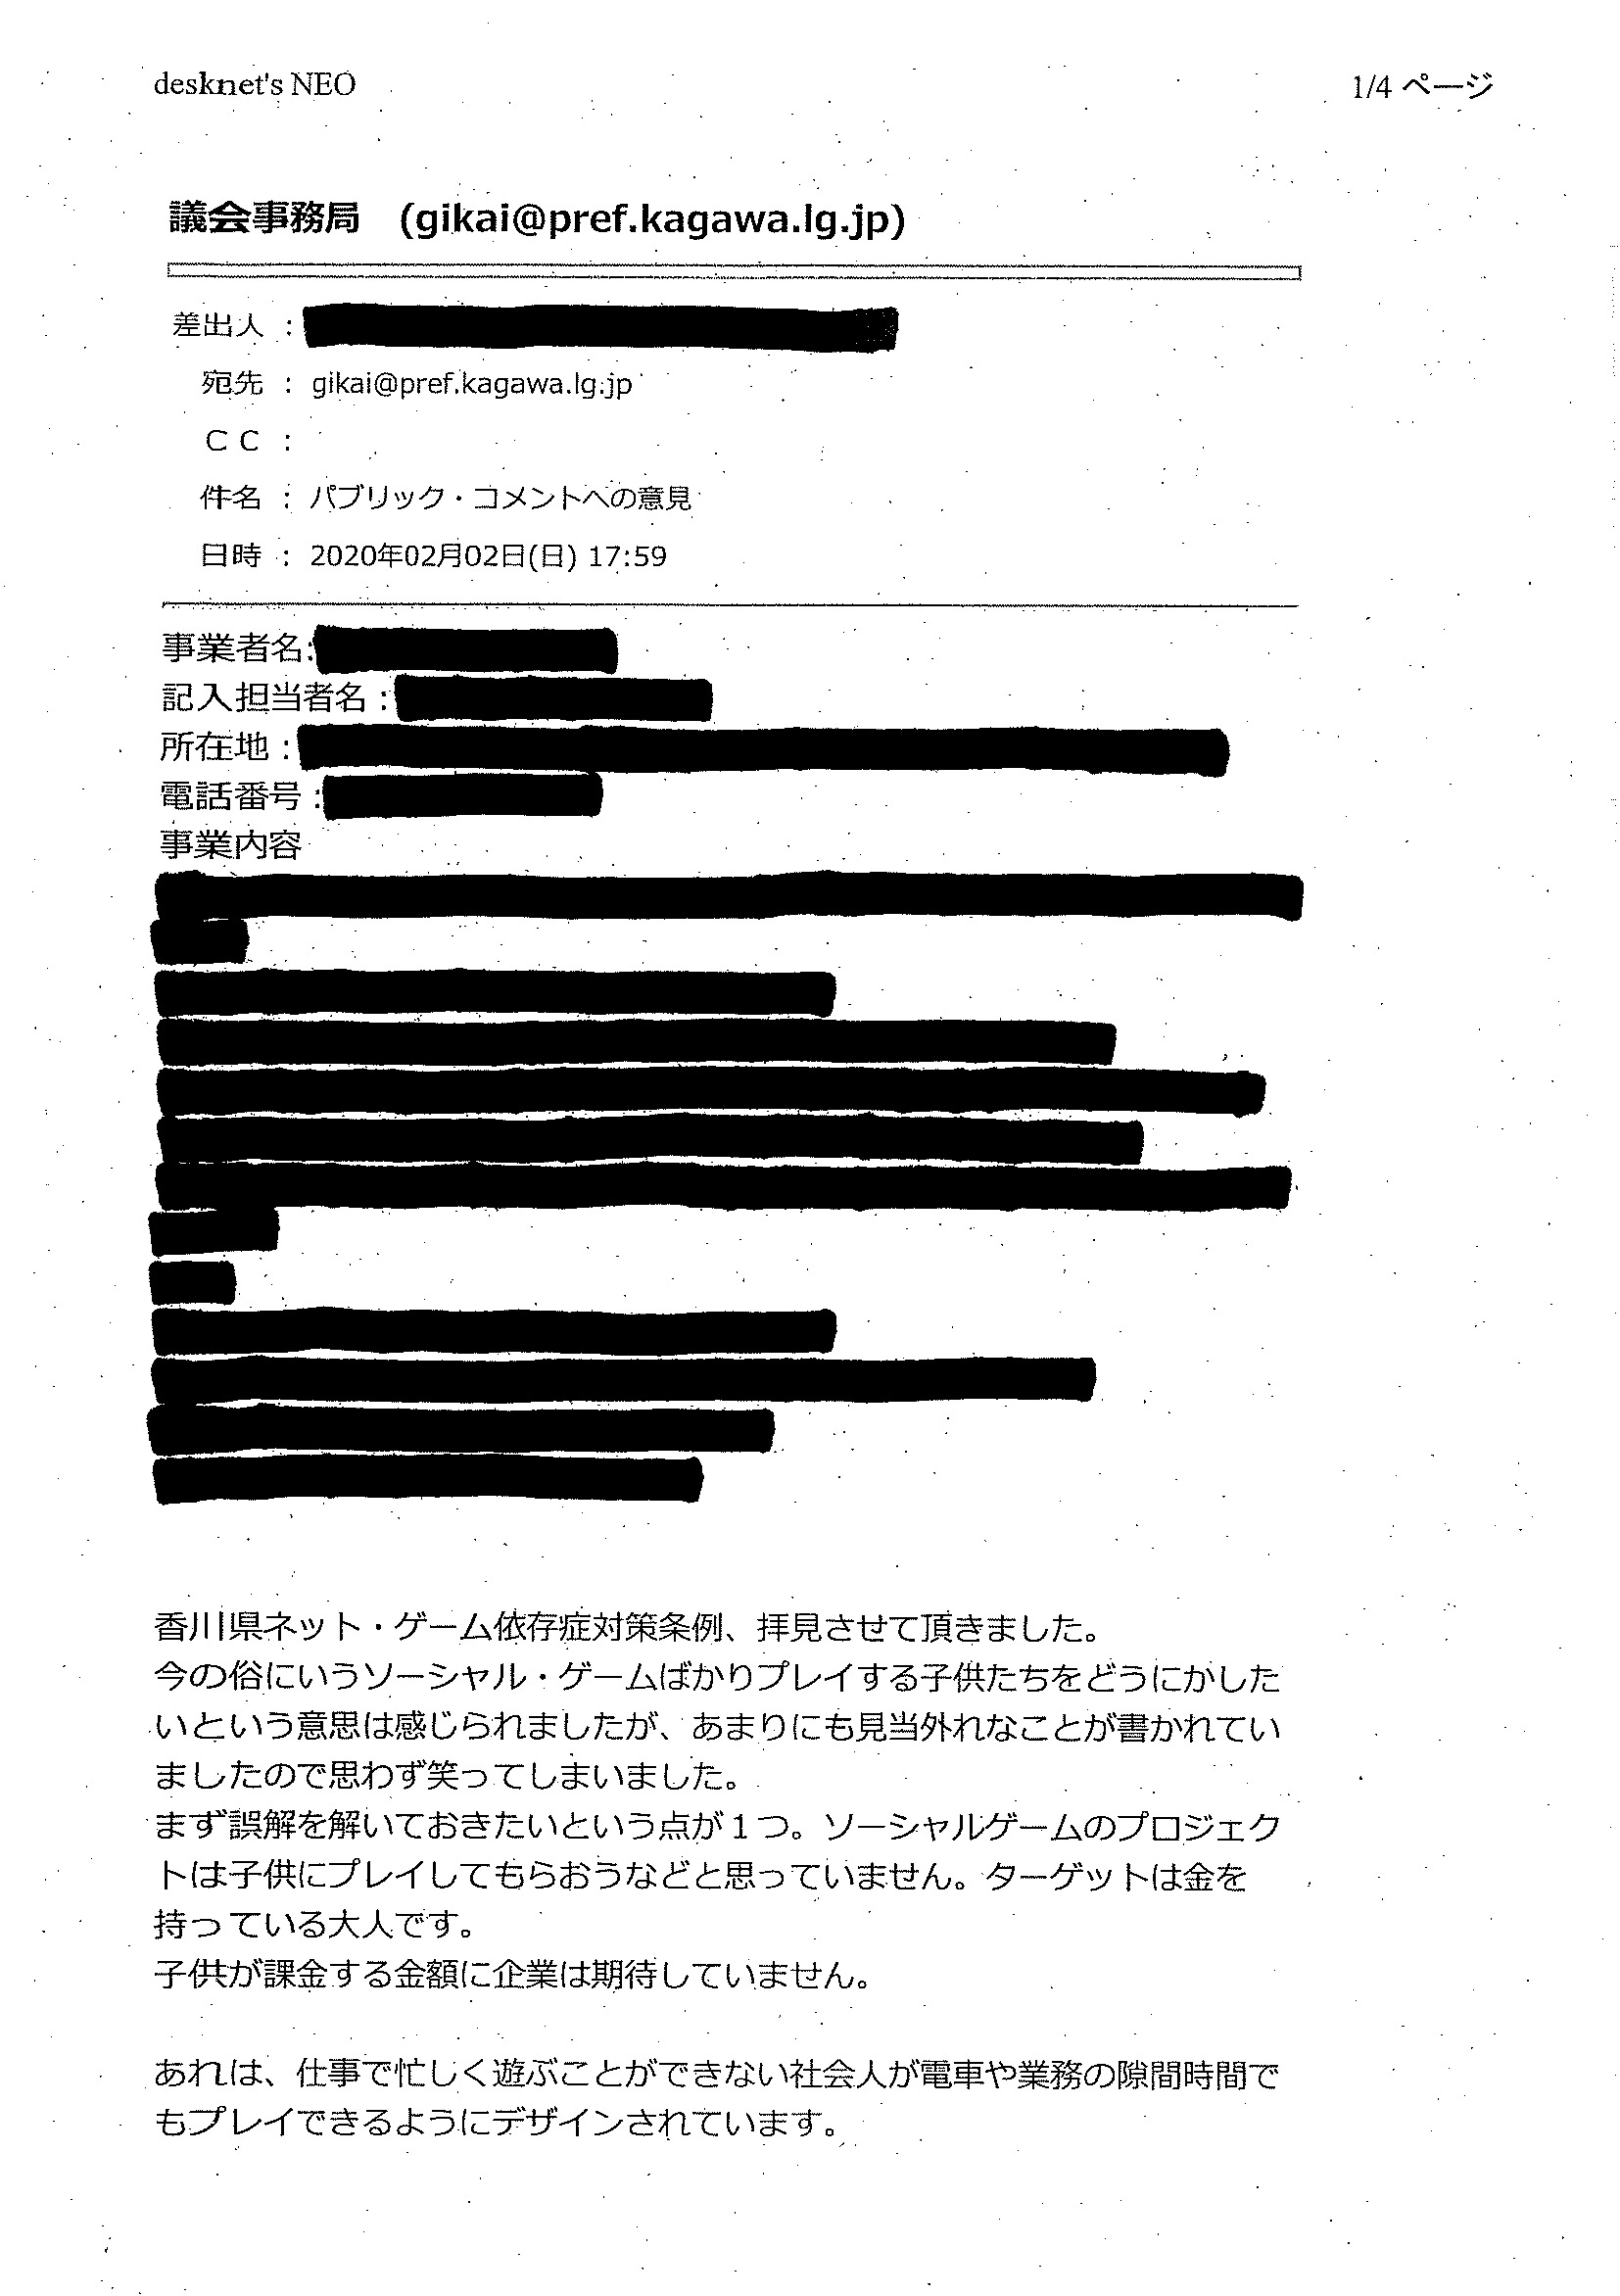 desknet's NEO
1/4 ページ
議会事務局 (gikai@pref.kagawa.lg.jp)
差出人 :
宛先 : gikai@pref.kagawa.lg.jp
ＣＣ :
件名 : パブリック・コメントへの意見
日時 : 2020年02月02日(日) 17:59
事業者名:
記入担当者名:
所在地:
電話番号:
事業内容
香川県ネット・ゲーム依存症対策条例、拝見させて頂きました。
今の俗にいうソーシャル・ゲームばかりプレイする子供たちをどうにかした
いという意思は感じられましたが、あまりにも見当外れなことが書かれてい
ましたので思わず笑ってしまいました。
まず誤解を解いておきたいという点が１つ。ソーシャルゲームのプロジェク
トは子供にプレイしてもらおうなどと思っていません。ターゲットは金を
持っている大人です。
子供が課金する金額に企業は期待していません。
あれは、仕事で忙しく遊ぶことができない社会人が電車や業務の隙間時間で
もプレイできるようにデザインされています。